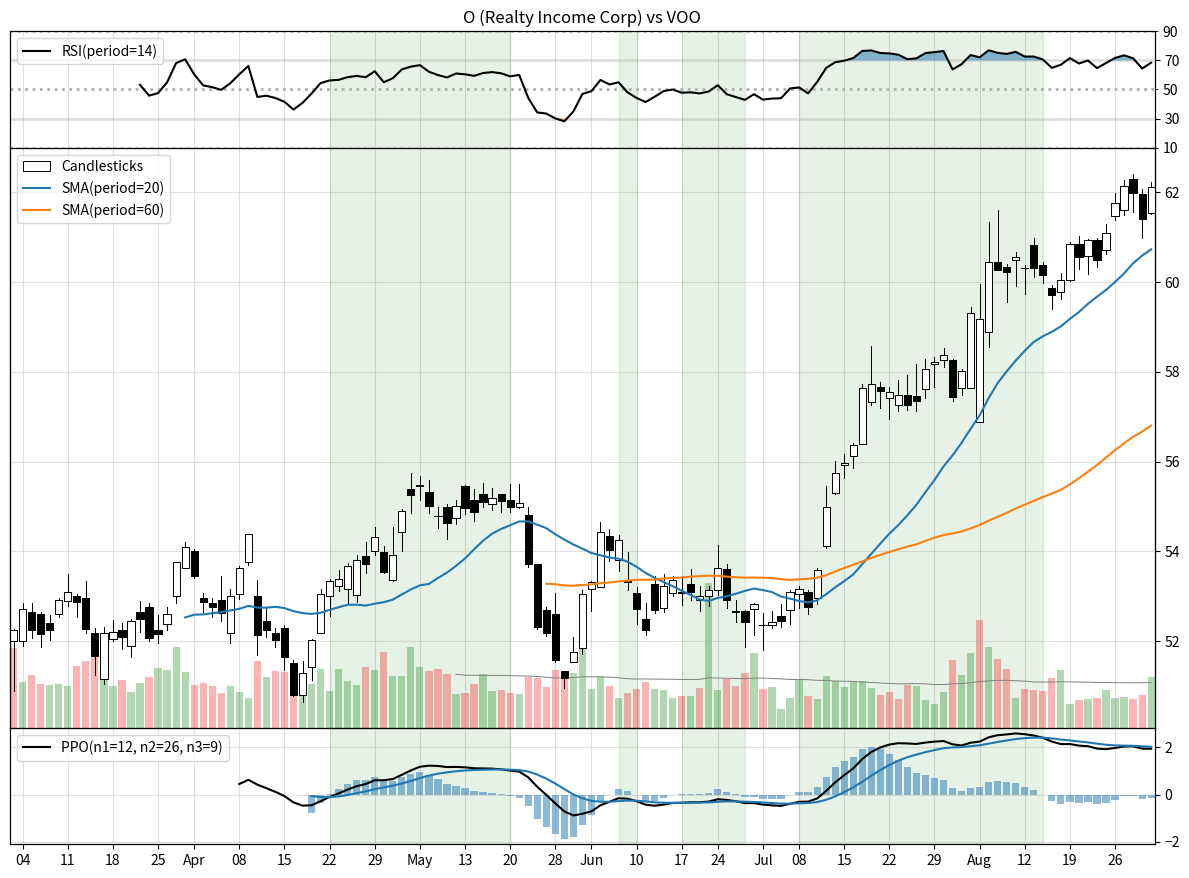 O (Realty Income Corp) vs VOO
RSI(period=14)
90
70
50
30
10
Candlesticks
SMA(period=20)
SMA(period=60)
62
60
58
56
54
52
PPO(n1=12, n2=26, n3=9)
2
0
−2
04 11 18 25 Apr 08 15 22 29 May 13 20 28 Jun 10 17 24 Jul 08 15 22 29 Aug 12 19 26